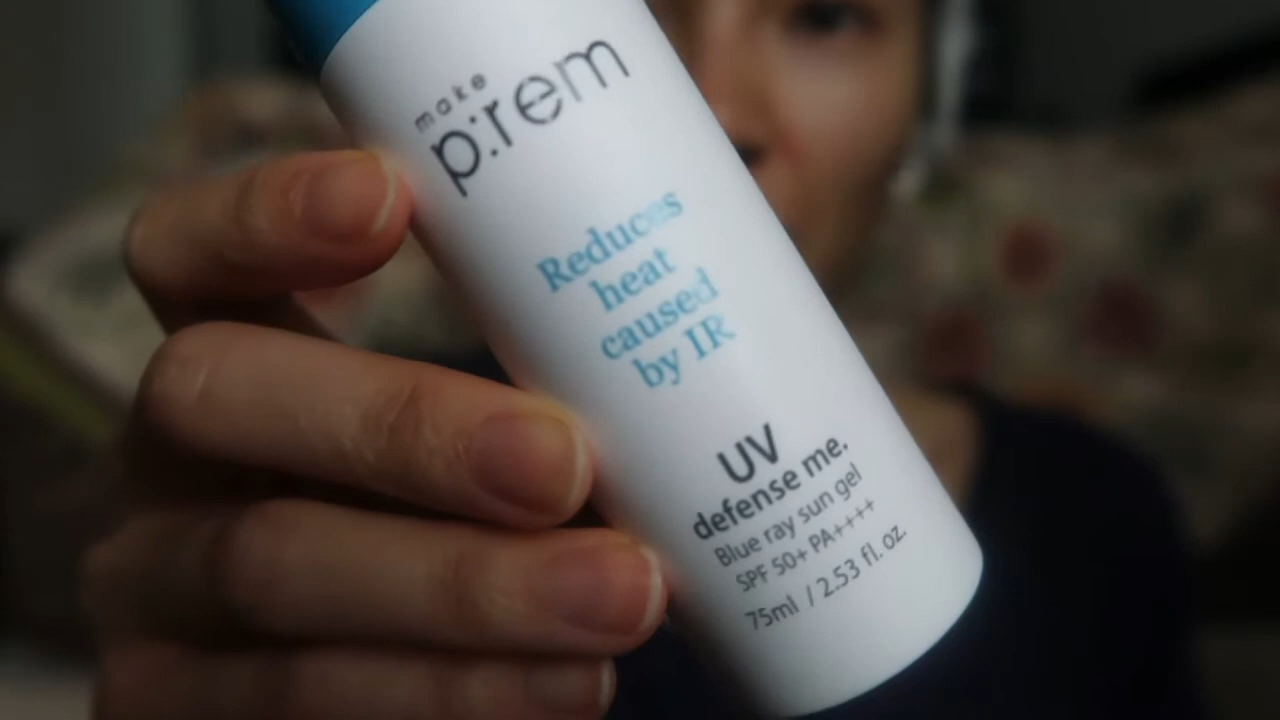 make
p:rem
Reduces
heat
caused
by IR
UV
defense me.
Blue ray sun gel
SPF 50+ PA++++
75ml / 2.53 fl. oz.